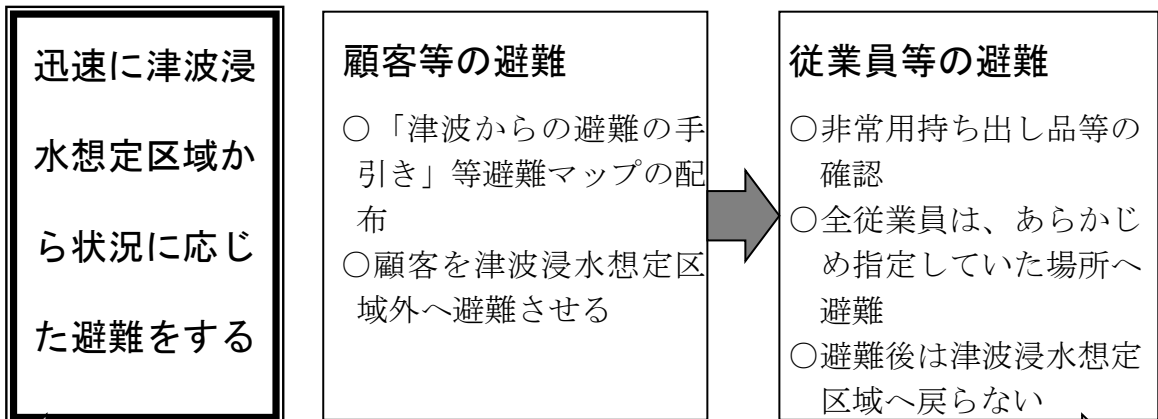 迅速に津波浸
水想定区域か
ら状況に応じ
た避難をする
顧客等の避難
○「津波からの避難の手
引き」等避難マップの配
布
○顧客を津波浸水想定区
域外へ避難させる
従業員等の避難
○非常用持ち出し品等の
確認
○全従業員は、あらかじ
め指定していた場所へ
避難
○避難後は津波浸水想定
区域へ戻らない